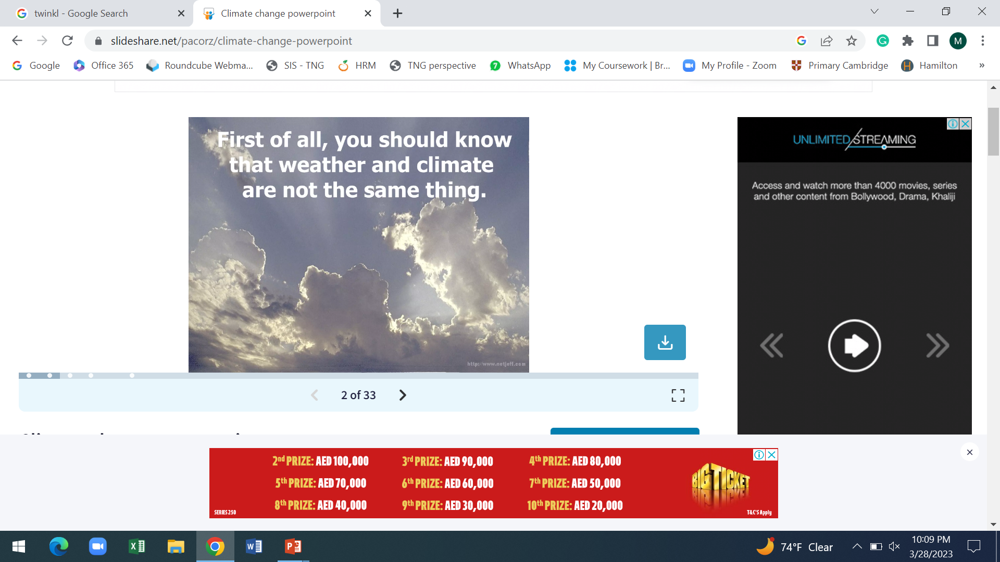 twinkl - Google Search
Climate change powerpoint
slideshare.net/pacorz/climate-change-powerpoint
M
Google
Office 365
Roundcube Webma...
SIS - TNG
HRM
TNG perspective
7
WhatsApp
My Coursework | Br...
My Profile - Zoom
Primary Cambridge
H
Hamilton
»
First of all, you should know
that weather and climate
are not the same thing.
http://www.netjeff.com
2 of 33
UNLIMITED/STREAMING
Access and watch more than 4000 movies, series
and other content from Bollywood, Drama, Khaliji
2nd PRIZE: AED 100,000
3rd PRIZE: AED 90,000
4th PRIZE: AED 80,000
5th PRIZE: AED 70,000
6th PRIZE: AED 60,000
7th PRIZE: AED 50,000
8th PRIZE: AED 40,000
9th PRIZE: AED 30,000
10th PRIZE: AED 20,000
SERIES 250
BIG TICKET
T&C'S Apply
74°F Clear
10:09 PM
3/28/2023